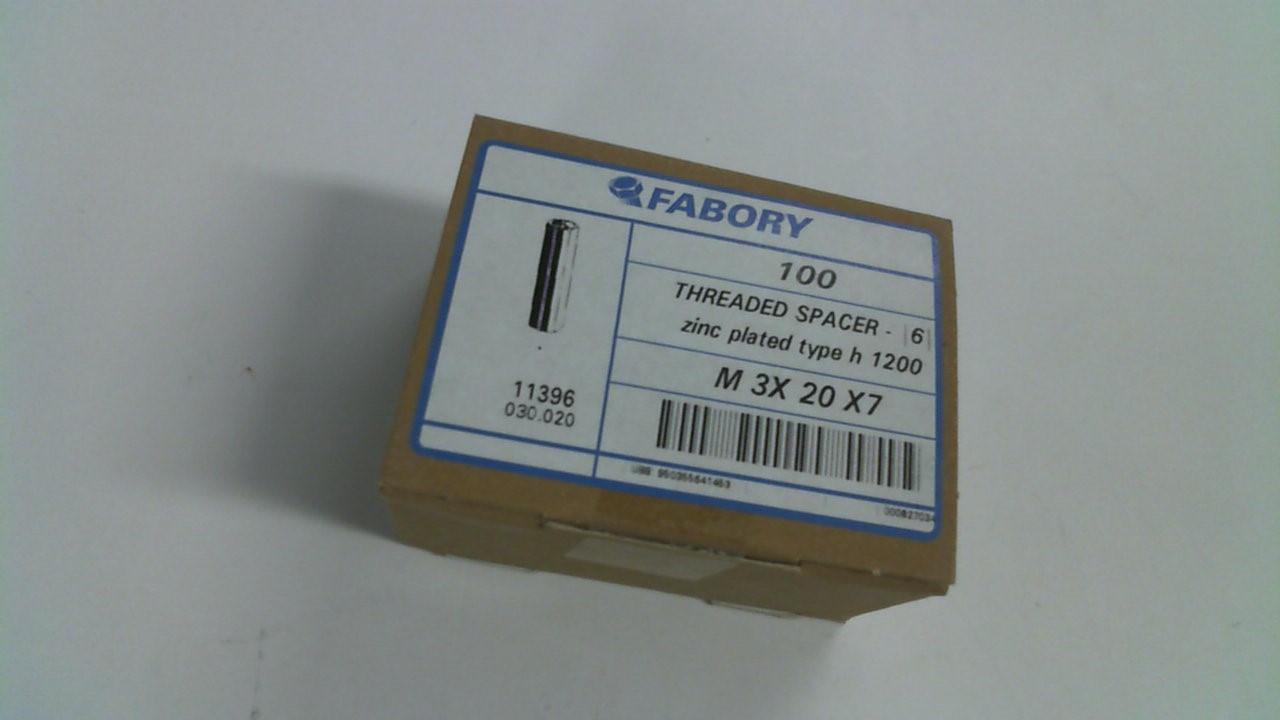 FABORY
100
THREADED SPACER - 6
zinc plated type h 1200
M 3X 20 X7
11396
030.020